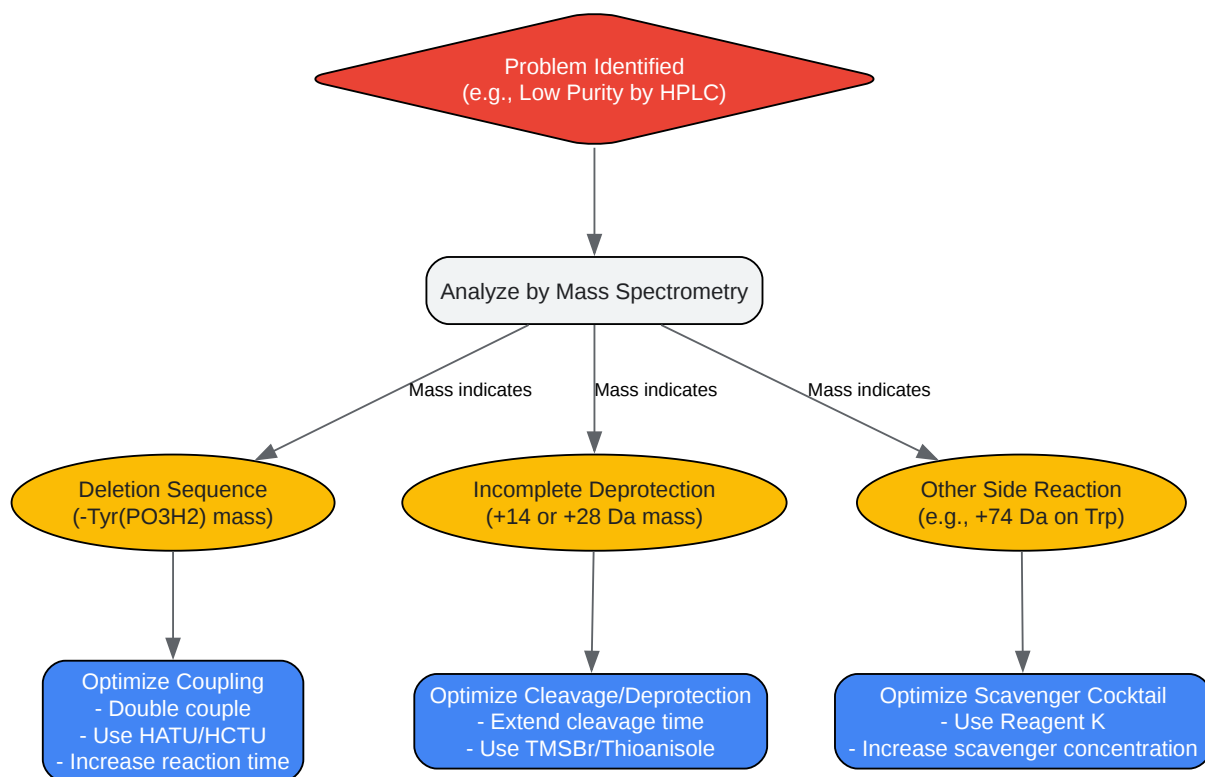 Problem Identified
(e.g., Low Purity by HPLC)
Analyze by Mass Spectrometry
Mass indicates
Mass indicates
Mass indicates
Deletion Sequence
(-Tyr(PO3H2) mass)
Incomplete Deprotection
(+14 or +28 Da mass)
Other Side Reaction
(e.g., +74 Da on Trp)
Optimize Coupling
- Double couple
- Use HATU/HCTU
- Increase reaction time
Optimize Cleavage/Deprotection
- Extend cleavage time
- Use TMSBr/Thioanisole
Optimize Scavenger Cocktail
- Use Reagent K
- Increase scavenger concentration